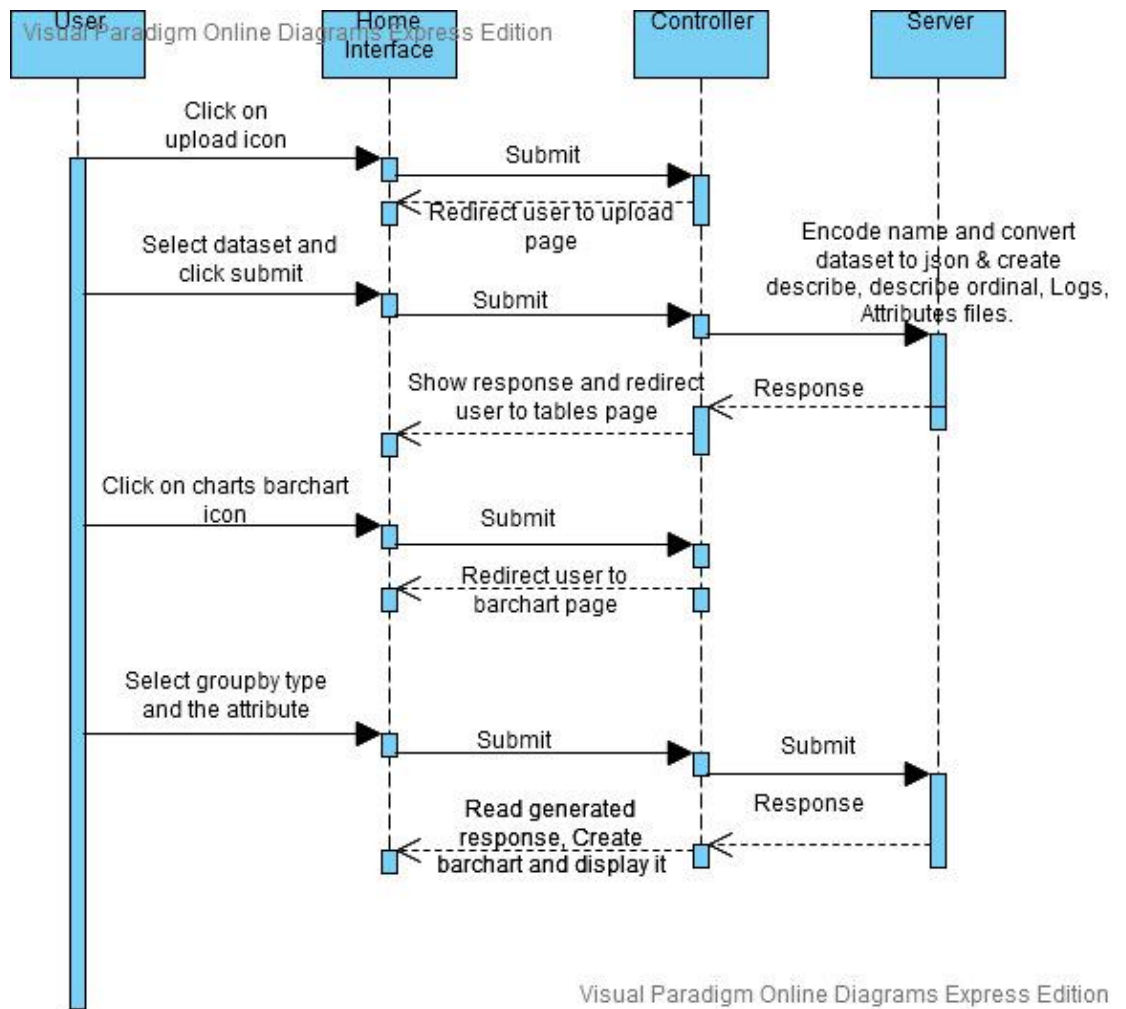 User
Home
Interface
Controller
Server
Visual Paradigm Online Diagrams Express Edition
Click on
upload icon
Submit
Redirect user to upload
page
Select dataset and
click submit
Submit
Encode name and convert
dataset to json & create
describe, describe ordinal, Logs,
Attributes files.
Show response and redirect
user to tables page
Response
Click on charts barchart
icon
Submit
Redirect user to
barchart page
Select groupby type
and the attribute
Submit
Submit
Read generated
response, Create
barchart and display it
Response
Visual Paradigm Online Diagrams Express Edition